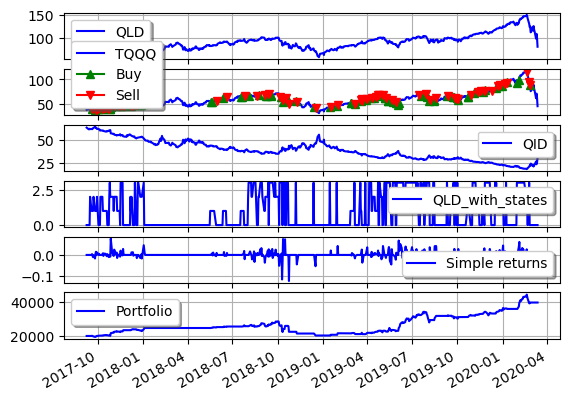 150
QLD
100
TQQQ
100
Buy
50
Sell
50
QID
25
2.5
QLD_with_states
0.0
0.0
Simple returns
−0.1
40000
Portfolio
20000
2017-10
2018-01
2018-04
2018-07
2018-10
2019-01
2019-04
2019-07
2019-10
2020-01
2020-04